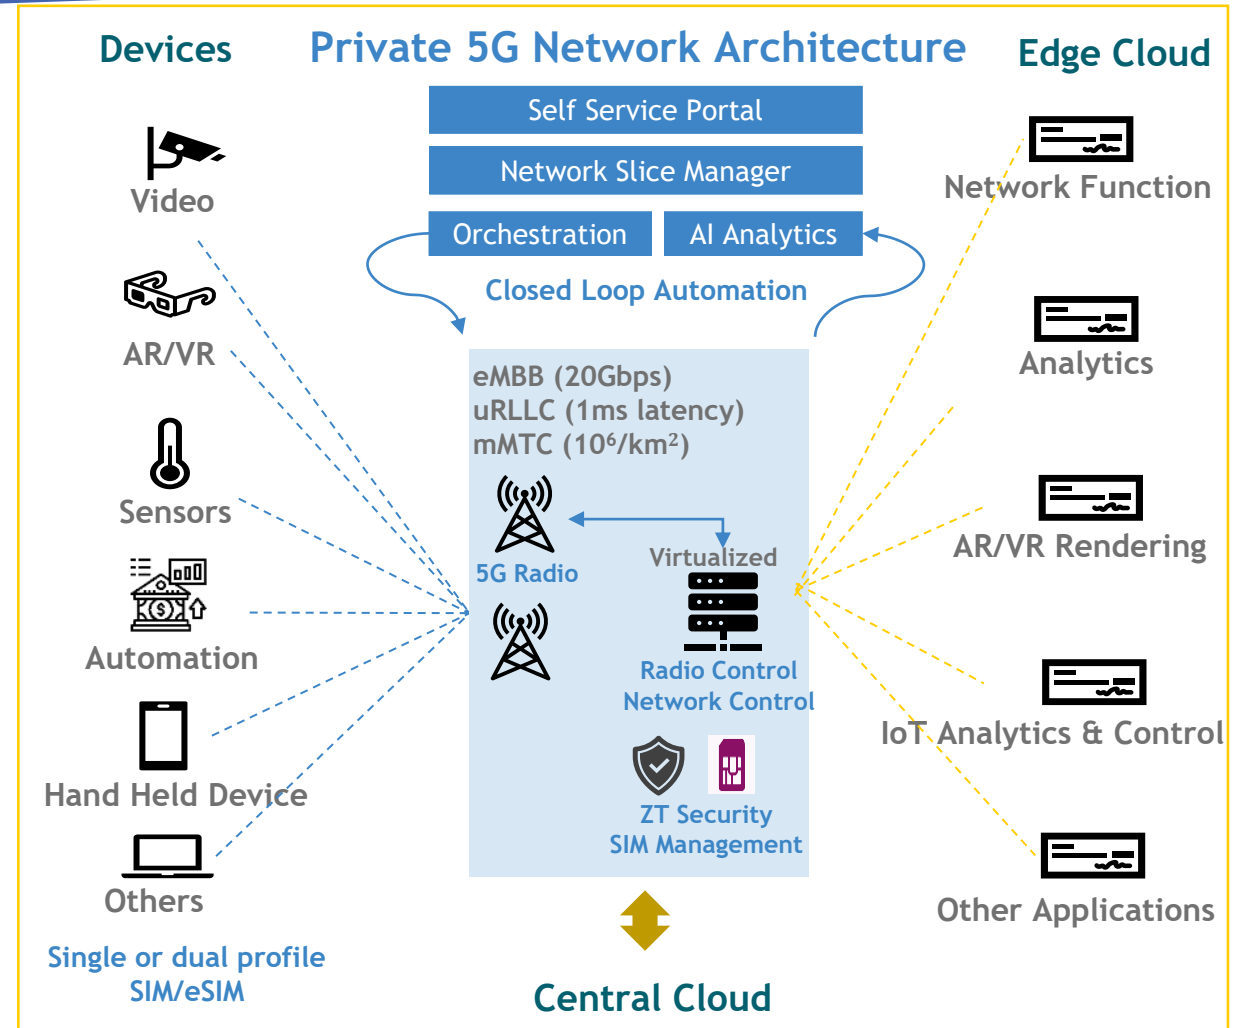 Private 5G Network Architecture
Devices
Video
AR/VR
Sensors
Automation
Hand Held Device
Others
Single or dual profile
SIM/eSIM
Self Service Portal
Network Slice Manager
Orchestration
AI Analytics
Closed Loop Automation
eMBB (20Gbps)
uRLLC (1ms latency)
mMTC (10⁶/km²)
5G Radio
Virtualized
Radio Control
Network Control
ZT Security
SIM Management
Central Cloud
Edge Cloud
Network Function
Analytics
AR/VR Rendering
IoT Analytics & Control
Other Applications